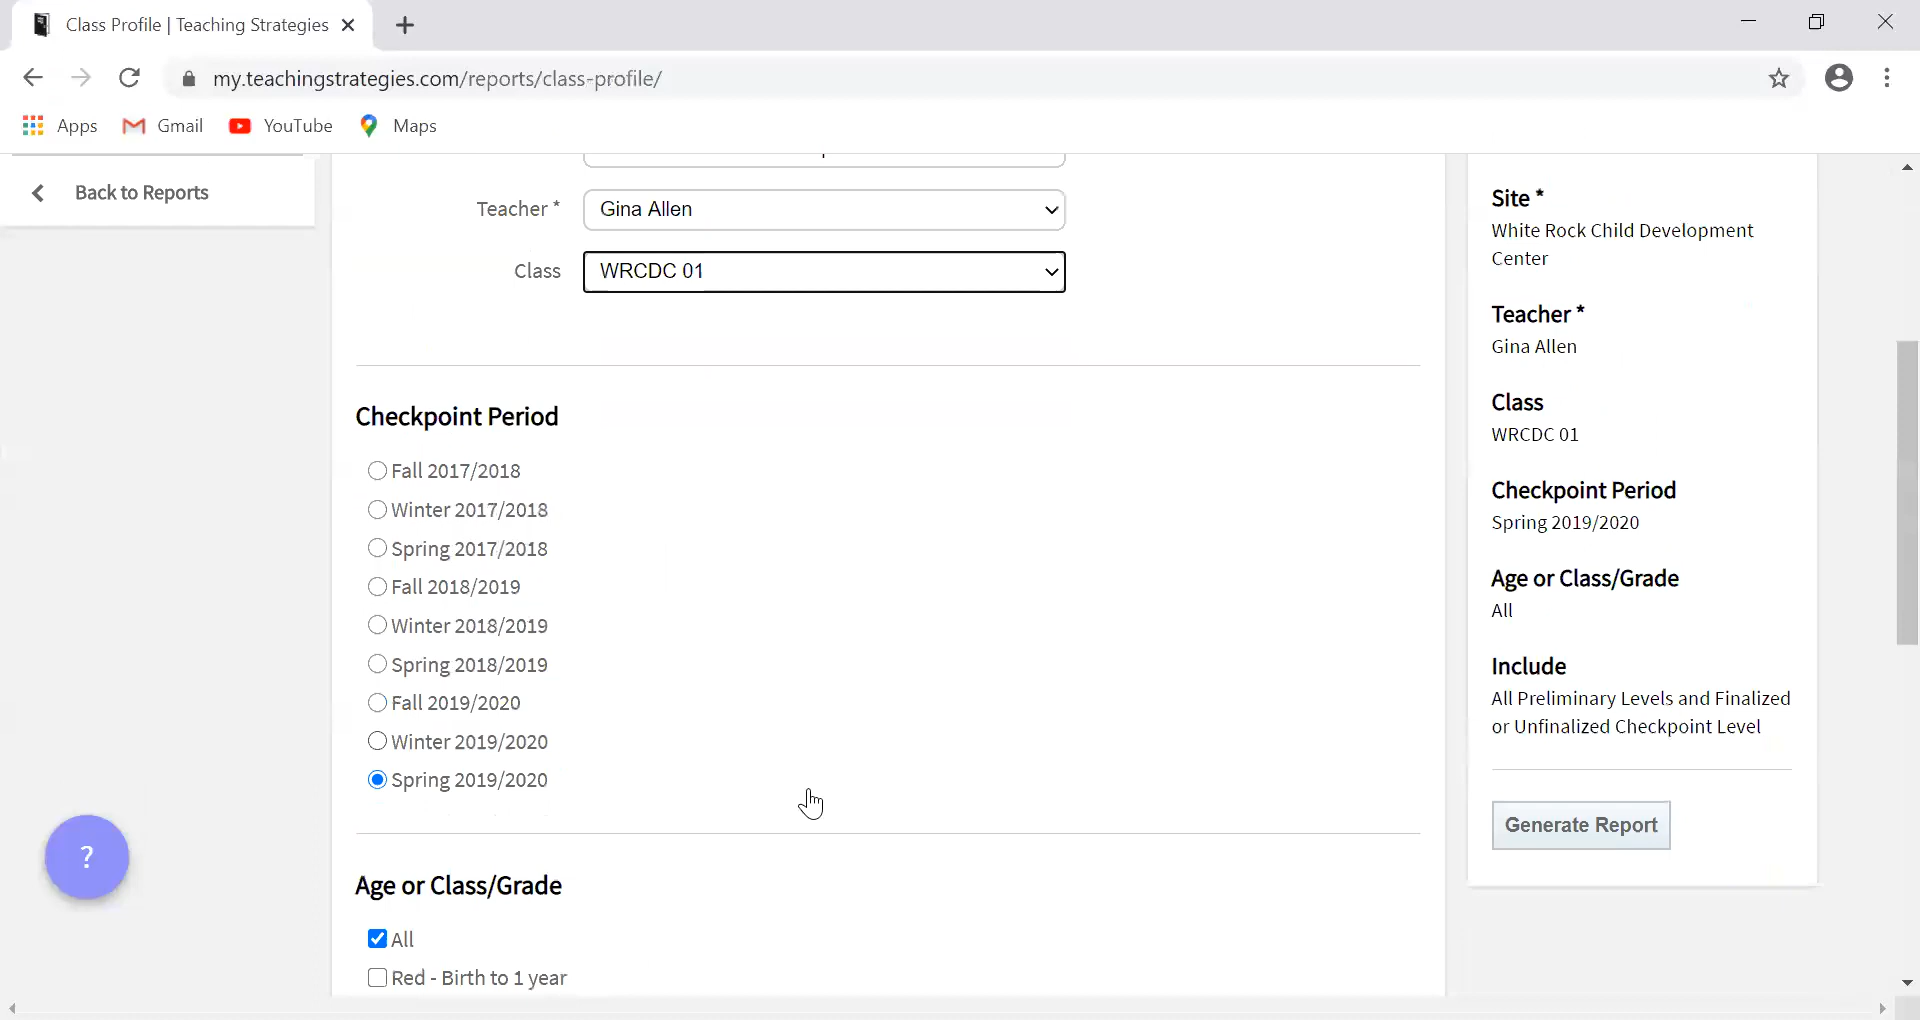 Class Profile | Teaching Strategies
my.teachingstrategies.com/reports/class-profile/
Apps
Gmail
YouTube
Maps
Back to Reports
Teacher *
Gina Allen
Class
WRCDC 01
Checkpoint Period
Fall 2017/2018
Winter 2017/2018
Spring 2017/2018
Fall 2018/2019
Winter 2018/2019
Spring 2018/2019
Fall 2019/2020
Winter 2019/2020
Spring 2019/2020
Age or Class/Grade
All
Red - Birth to 1 year
Site *
White Rock Child Development
Center
Teacher *
Gina Allen
Class
WRCDC 01
Checkpoint Period
Spring 2019/2020
Age or Class/Grade
All
Include
All Preliminary Levels and Finalized
or Unfinalized Checkpoint Level
Generate Report
?